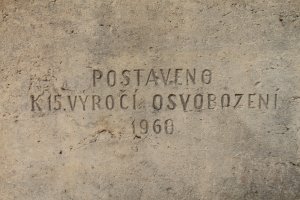 POSTAVENO
K 15. VÝROČÍ OSVOBOZENÍ
1960